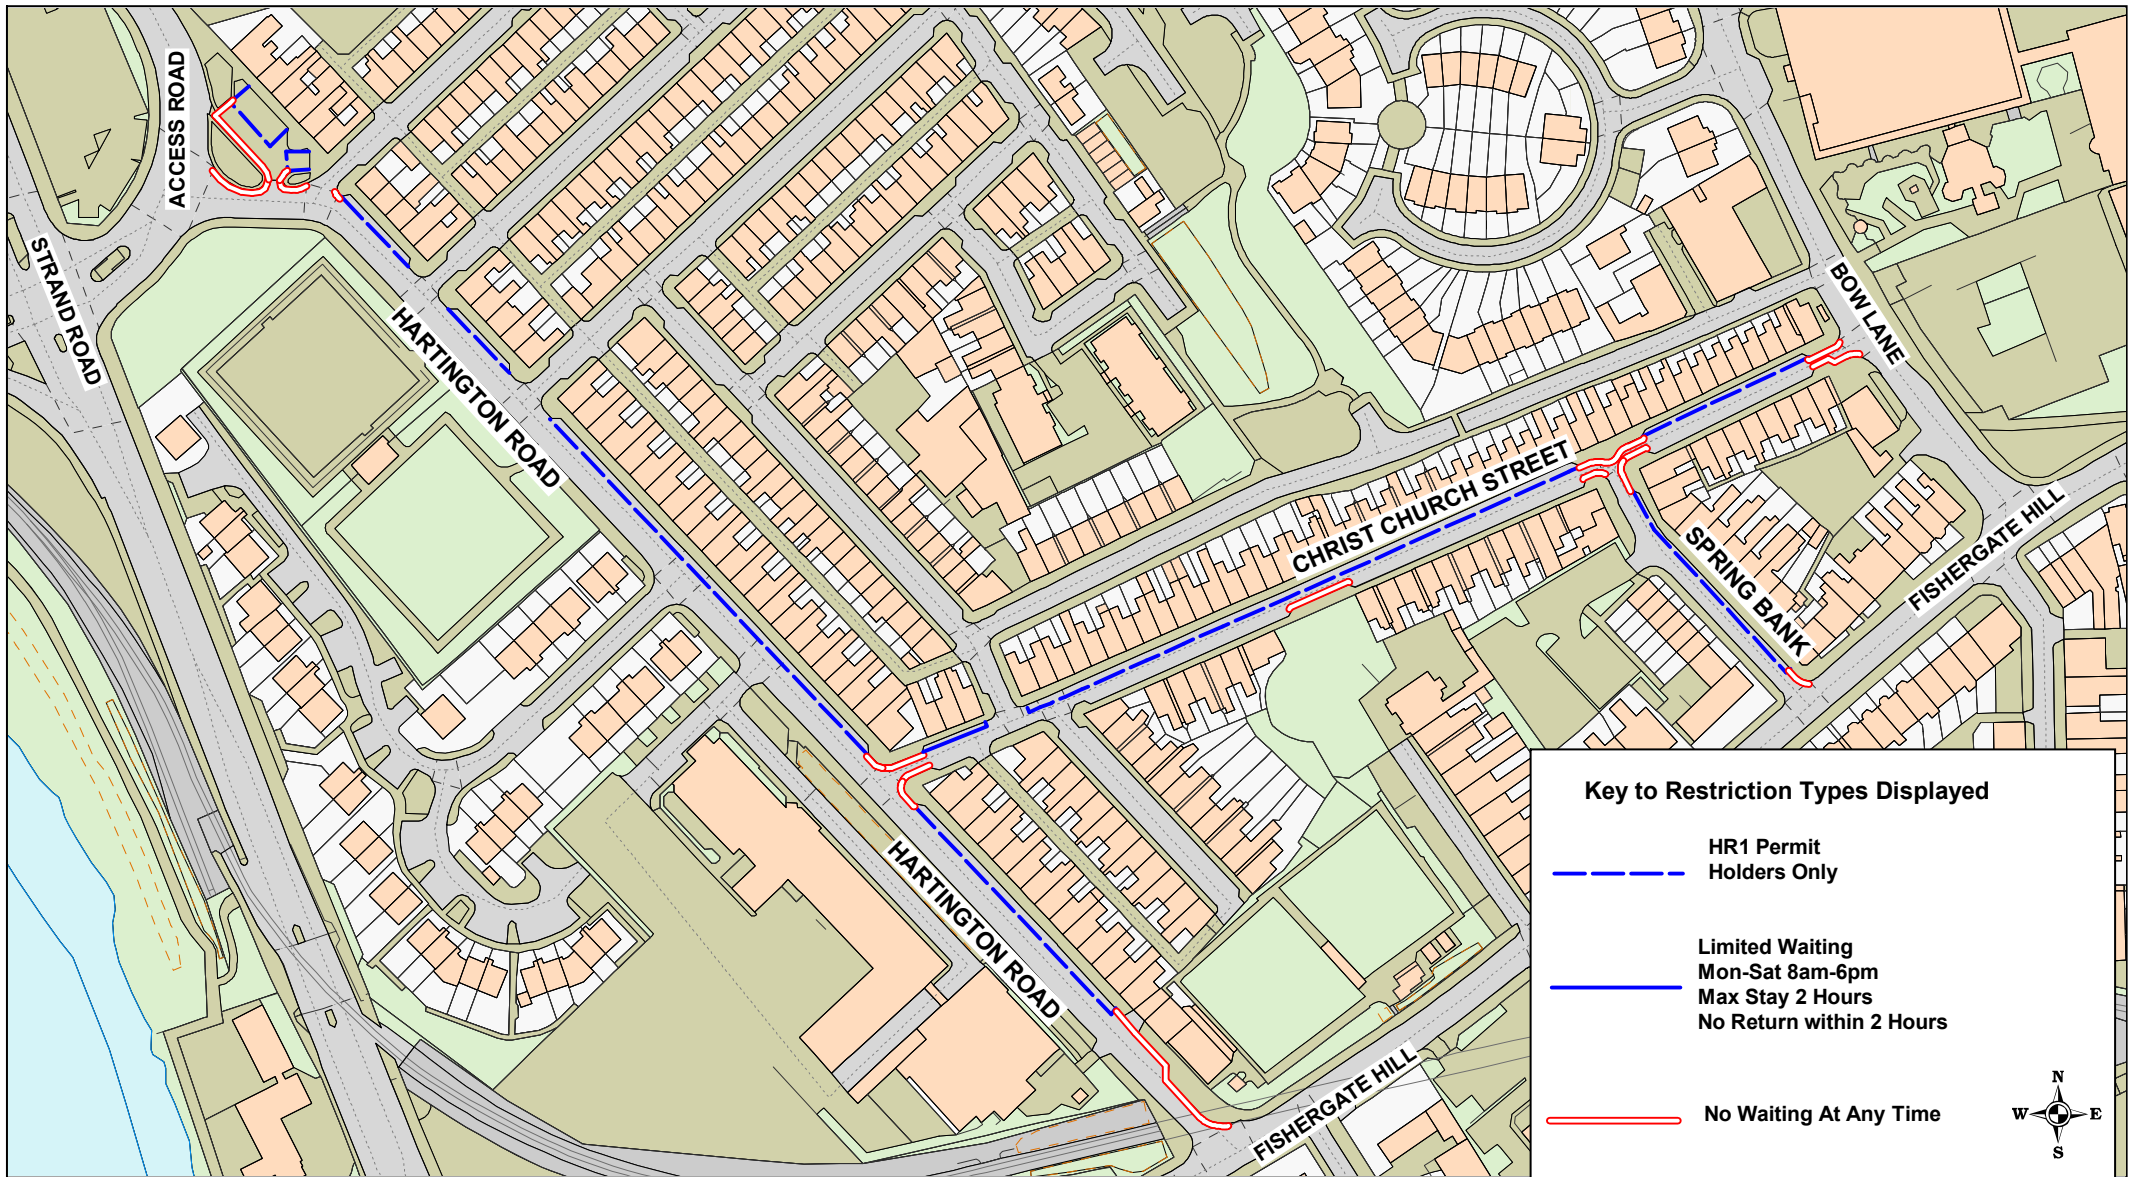 ACCESS ROAD
STRAND ROAD
HARTINGTON ROAD
BOW LANE
CHRIST CHURCH STREET
SPRING BANK
FISHERGATE HILL
HARTINGTON ROAD
FISHERGATE HILL
Key to Restriction Types Displayed
HR1 Permit
Holders Only
Limited Waiting
Mon-Sat 8am-6pm
Max Stay 2 Hours
No Return within 2 Hours
No Waiting At Any Time
N
W E
S